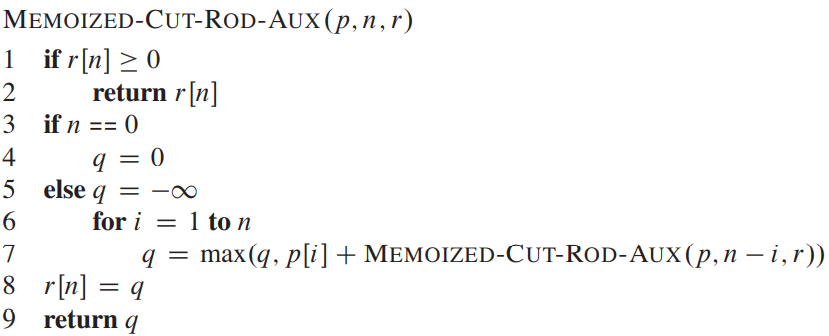 MEMOIZED-CUT-ROD-AUX(p, n, r)
1 if r[n] ≥ 0
2 return r[n]
3 if n == 0
4 q = 0
5 else q = −∞
6 for i = 1 to n
7 q = max(q, p[i] + MEMOIZED-CUT-ROD-AUX(p, n − i, r))
8 r[n] = q
9 return q